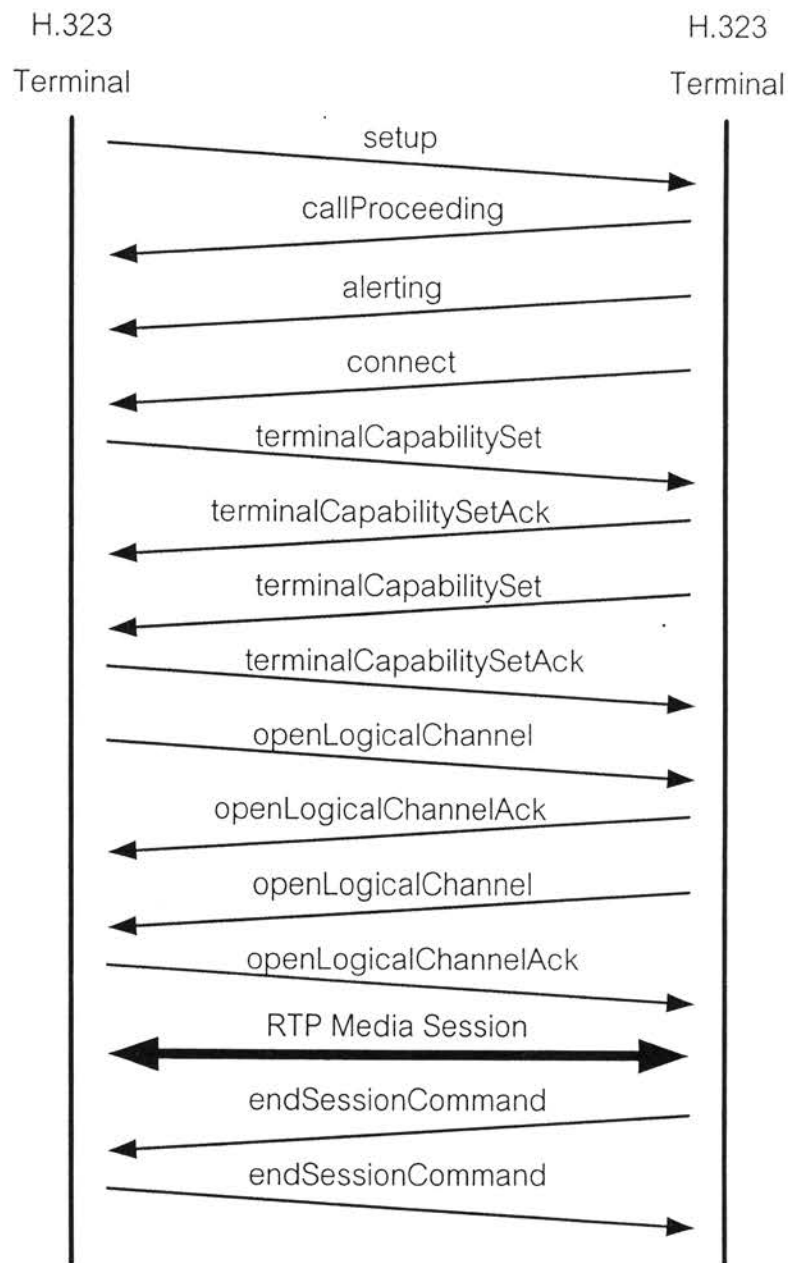 H.323
Terminal
H.323
Terminal
setup
callProceeding
alerting
connect
terminalCapabilitySet
terminalCapabilitySetAck
terminalCapabilitySet
terminalCapabilitySetAck
openLogicalChannel
openLogicalChannelAck
openLogicalChannel
openLogicalChannelAck
RTP Media Session
endSessionCommand
endSessionCommand